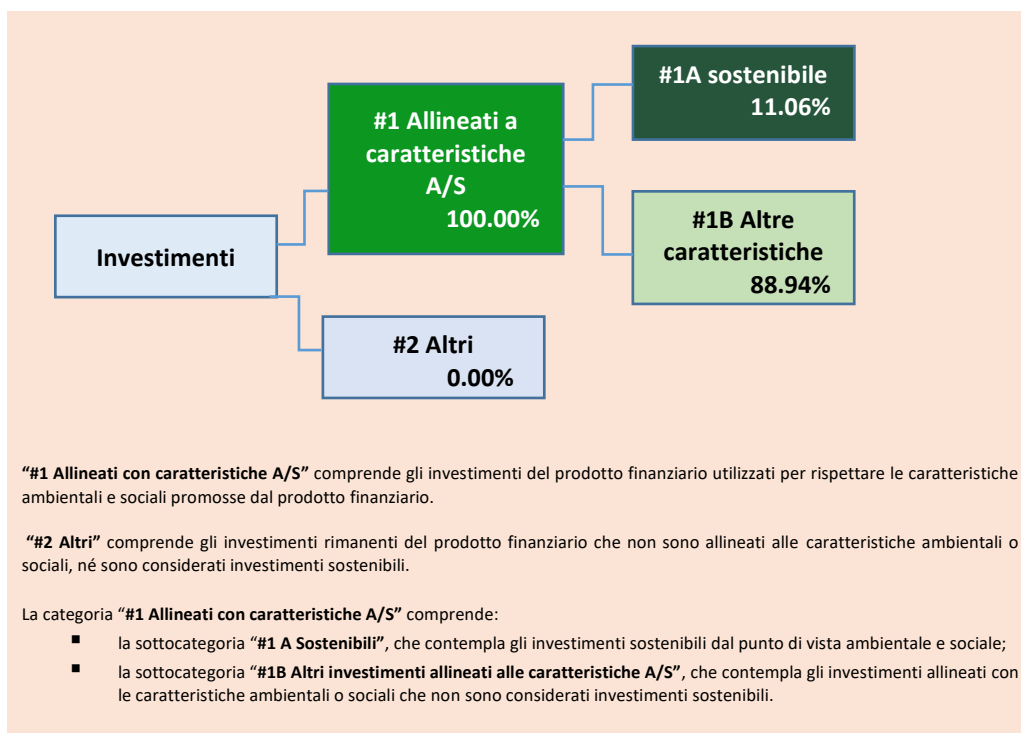 #1A sostenibile
11.06%
#1 Allineati a
caratteristiche
A/S
100.00%
#1B Altre
caratteristiche
88.94%
Investimenti
#2 Altri
0.00%
“#1 Allineati con caratteristiche A/S” comprende gli investimenti del prodotto finanziario utilizzati per rispettare le caratteristiche
ambientali e sociali promosse dal prodotto finanziario.
“#2 Altri” comprende gli investimenti rimanenti del prodotto finanziario che non sono allineati alle caratteristiche ambientali o
sociali, né sono considerati investimenti sostenibili.
La categoria “#1 Allineati con caratteristiche A/S” comprende:
▪ la sottocategoria “#1 A Sostenibili”, che contempla gli investimenti sostenibili dal punto di vista ambientale e sociale;
▪ la sottocategoria “#1B Altri investimenti allineati alle caratteristiche A/S”, che contempla gli investimenti allineati con
le caratteristiche ambientali o sociali che non sono considerati investimenti sostenibili.